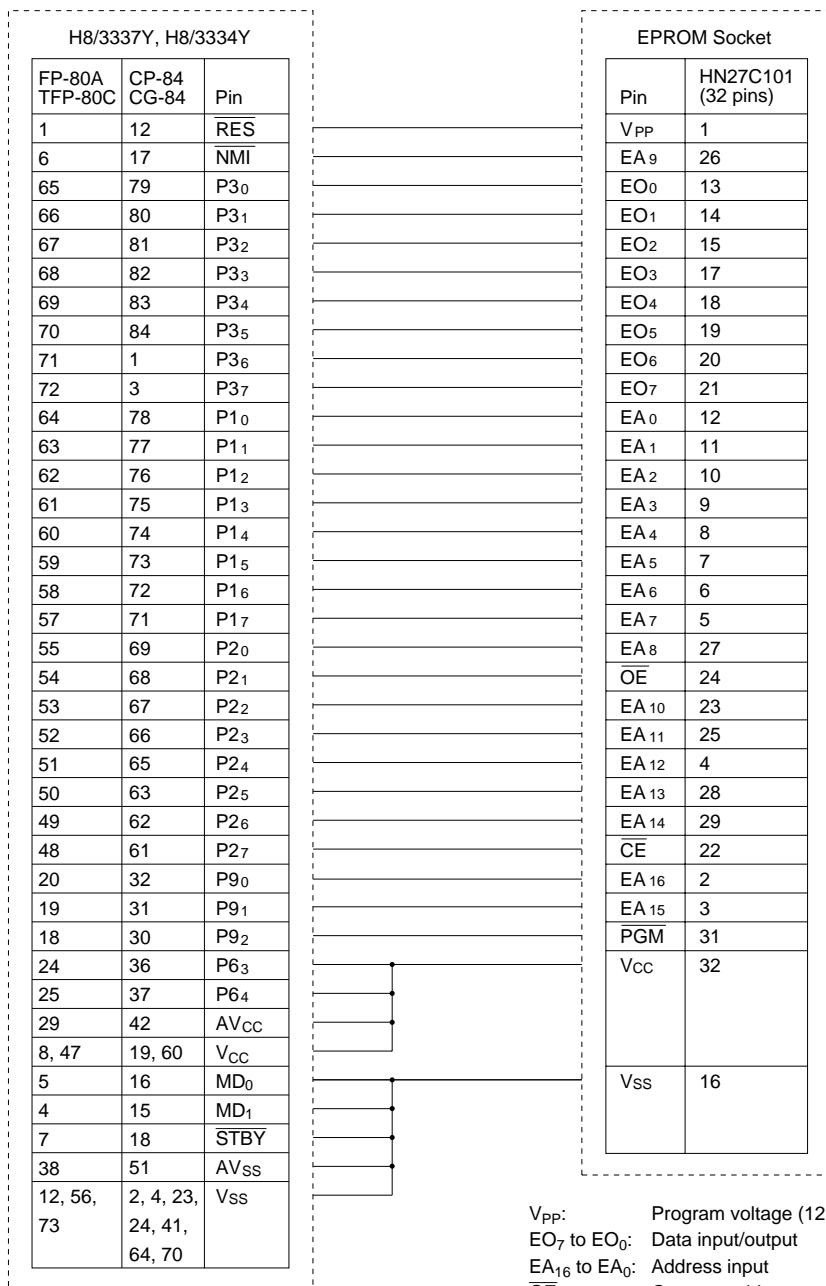 H8/3337Y, H8/3334Y
FP-80A TFP-80C CP-84 CG-84 Pin
1 12 R̅E̅S̅
6 17 N̅M̅I̅
65 79 P3₀
66 80 P3₁
67 81 P3₂
68 82 P3₃
69 83 P3₄
70 84 P3₅
71 1 P3₆
72 3 P3₇
64 78 P1₀
63 77 P1₁
62 76 P1₂
61 75 P1₃
60 74 P1₄
59 73 P1₅
58 72 P1₆
57 71 P1₇
55 69 P2₀
54 68 P2₁
53 67 P2₂
52 66 P2₃
51 65 P2₄
50 63 P2₅
49 62 P2₆
48 61 P2₇
20 32 P9₀
19 31 P9₁
18 30 P9₂
24 36 P6₃
25 37 P6₄
29 42 AVCC
8, 47 19, 60 VCC
5 16 MD₀
4 15 MD₁
7 18 S̅T̅B̅Y̅
38 51 AVSS
12, 56, 73 2, 4, 23, 24, 41, 64, 70 VSS
EPROM Socket
Pin HN27C101 (32 pins)
VPP 1
EA₉ 26
EO₀ 13
EO₁ 14
EO₂ 15
EO₃ 17
EO₄ 18
EO₅ 19
EO₆ 20
EO₇ 21
EA₀ 12
EA₁ 11
EA₂ 10
EA₃ 9
EA₄ 8
EA₅ 7
EA₆ 6
EA₇ 5
EA₈ 27
O̅E̅ 24
EA₁₀ 23
EA₁₁ 25
EA₁₂ 4
EA₁₃ 28
EA₁₄ 29
C̅E̅ 22
EA₁₆ 2
EA₁₅ 3
P̅G̅M̅ 31
VCC 32
VSS 16
VPP: Program voltage (12
EO₇ to EO₀: Data input/output
EA₁₆ to EA₀: Address input